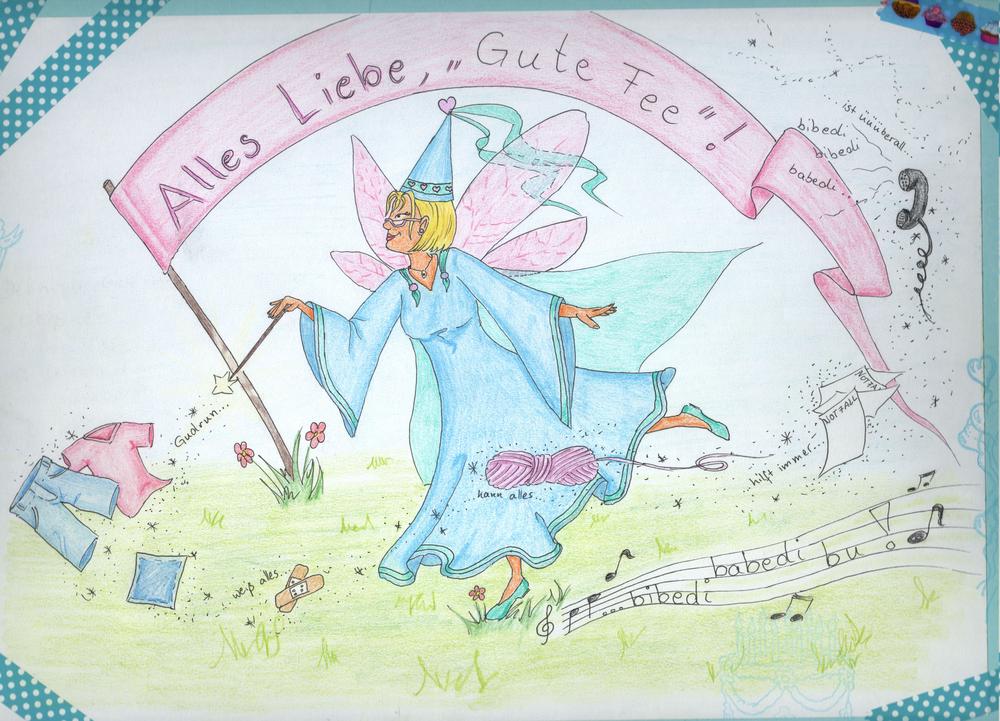 Alles Liebe, „Gute Fee"!
bibedi
bibedi
babedi...
ist üüüberall
Gudrun...
weiß alles...
kann alles...
hilft immer
NOTFALL
NOTFA
...bibedi babedi bu!